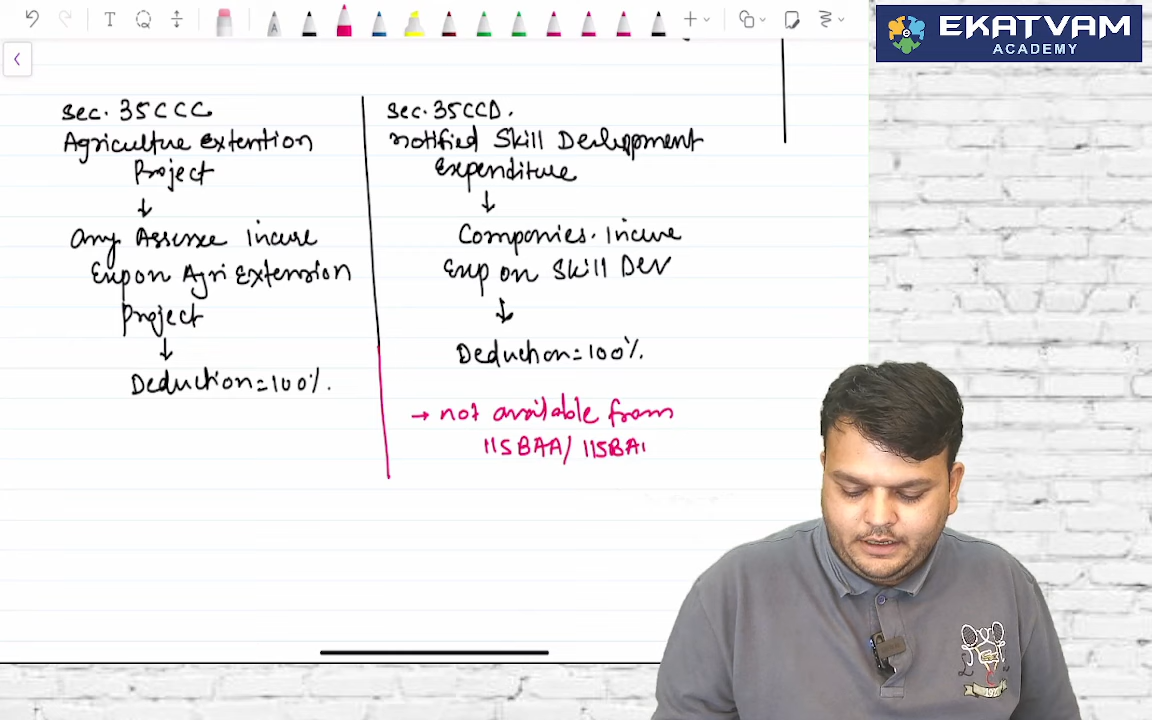 EKATVAM
ACADEMY
Sec. 35CCC
Agriculture Extention
Project
↓
Any Assessee incure
Exp on Agri Extension
Project
↓
Deduction = 100%.
Sec. 35CCD.
notified Skill Development
Expenditure
↓
Companies. Incure
Exp on Skill Dev
↓
Deduction = 100%.
→ not available from
115BAA/ 115BA